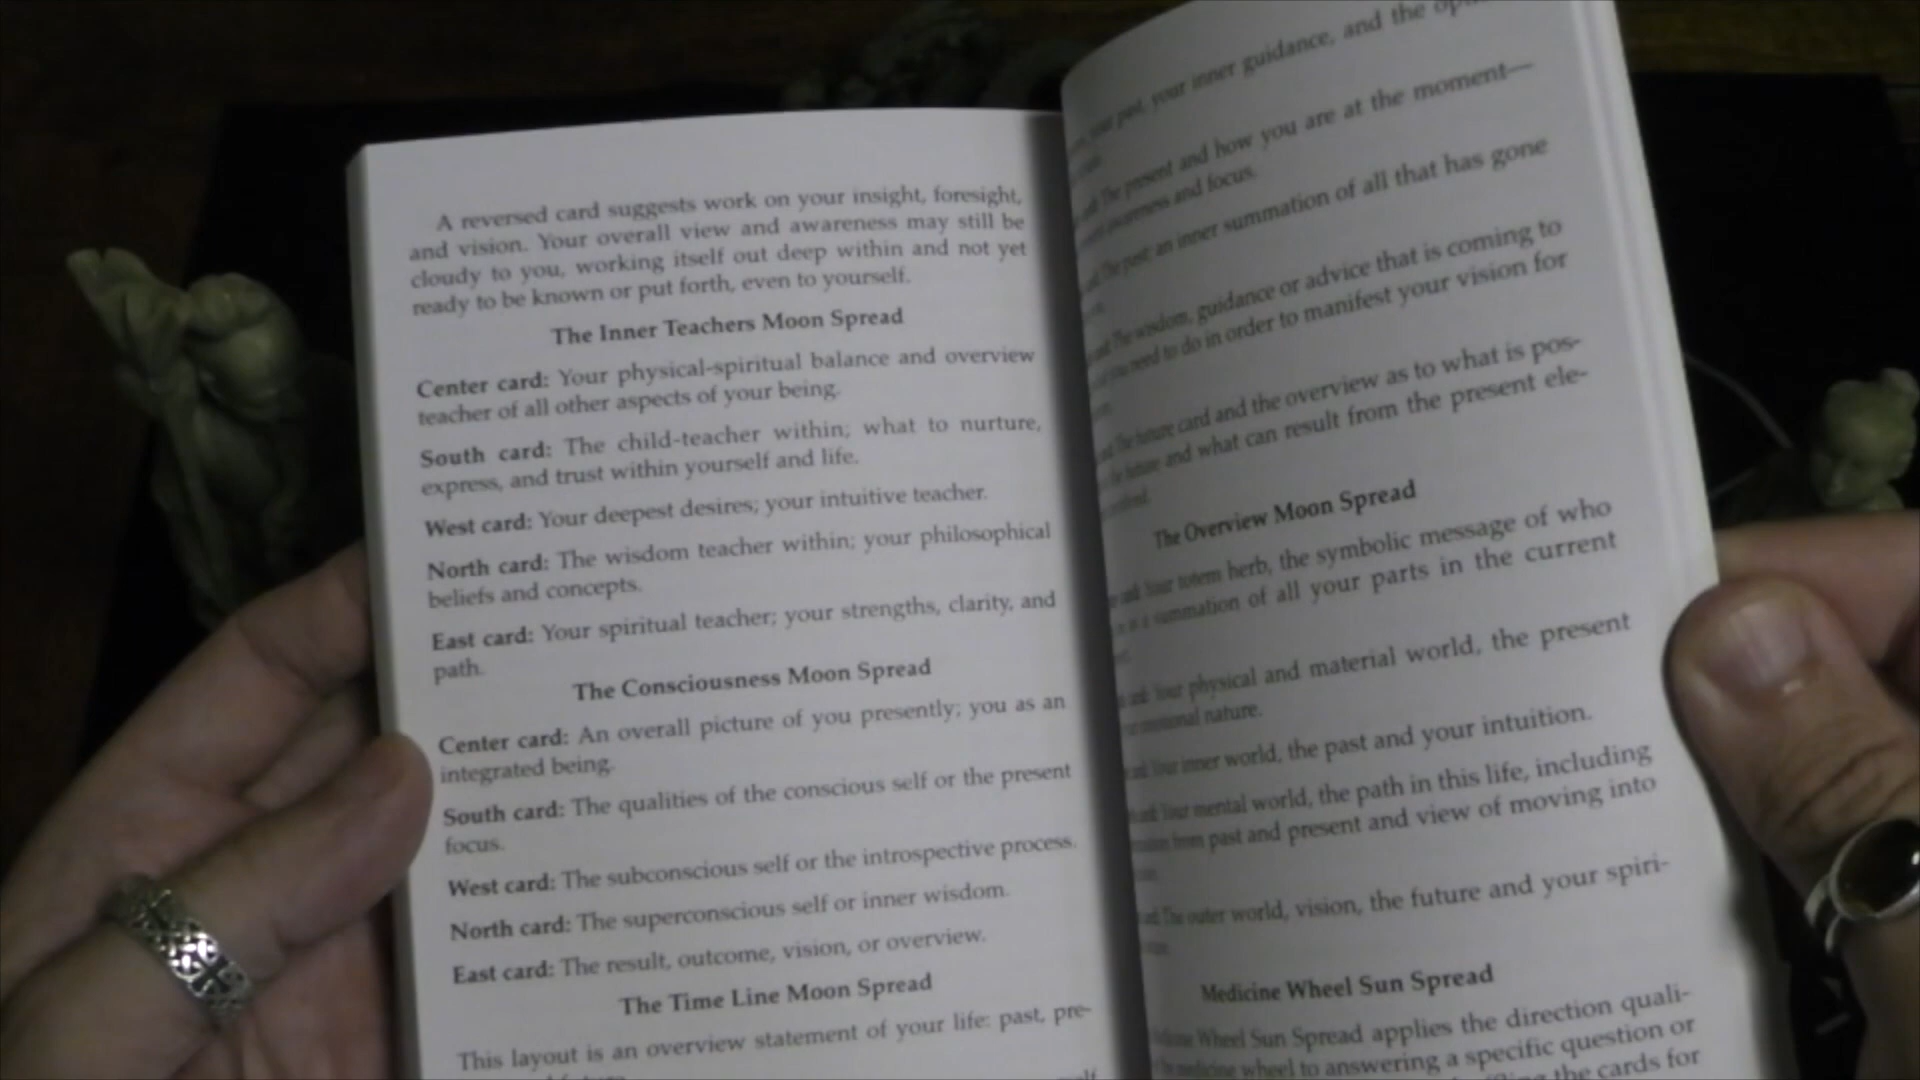 A reversed card suggests work on your insight, foresight,
and vision. Your overall view and awareness may still be
cloudy to you, working itself out deep within and not yet
ready to be known or put forth, even to yourself.
The Inner Teachers Moon Spread
Center card: Your physical-spiritual balance and overview
teacher of all other aspects of your being.
South card: The child-teacher within; what to nurture,
express, and trust within yourself and life.
West card: Your deepest desires; your intuitive teacher.
North card: The wisdom teacher within; your philosophical
beliefs and concepts.
East card: Your spiritual teacher; your strengths, clarity, and
path.
The Consciousness Moon Spread
Center card: An overall picture of you presently; you as an
integrated being.
South card: The qualities of the conscious self or the present
focus.
West card: The subconscious self or the introspective process.
North card: The superconscious self or inner wisdom.
East card: The result, outcome, vision, or overview.
The Time Line Moon Spread
This layout is an overview statement of your life: past, pre-
past, your inner guidance, and the
The present and how you are at the moment—
awareness and focus.
The past: an inner summation of all that has gone
The wisdom, guidance or advice that is coming to
you need to do in order to manifest your vision for
The future card and the overview as to what is pos-
future and what can result from the present ele-
The Overview Moon Spread
Your totem herb, the symbolic message of who
summation of all your parts in the current
Your physical and material world, the present
emotional nature.
Your inner world, the past and your intuition.
Your mental world, the path in this life, including
from past and present and view of moving into
The outer world, vision, the future and your spiri-
Medicine Wheel Sun Spread
Wheel Sun Spread applies the direction quali-
medicine wheel to answering a specific question or
the cards for